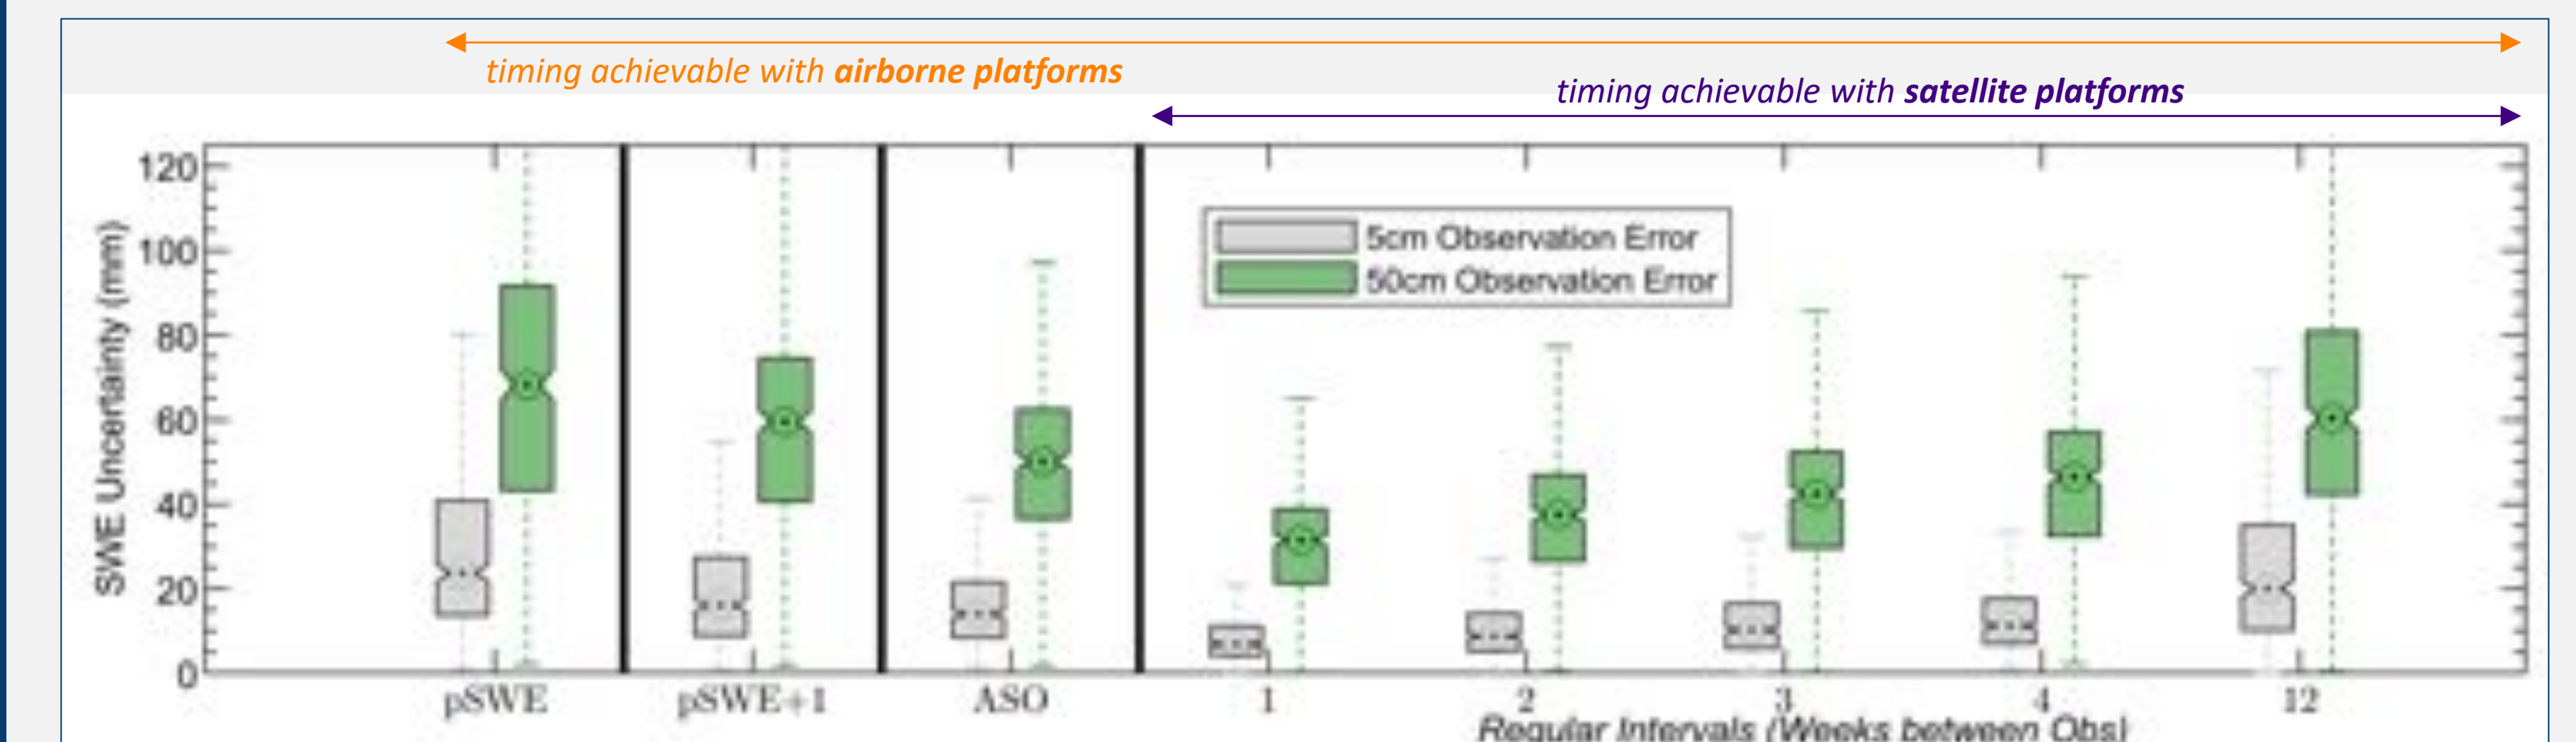 timing achievable with airborne platforms
timing achievable with satellite platforms
SWE Uncertainty (mm)
120
100
80
60
40
20
0
5cm Observation Error
50cm Observation Error
pSWE
pSWE+1
ASO
1
2
3
4
12
Regular Intervals (Weeks between Obs)